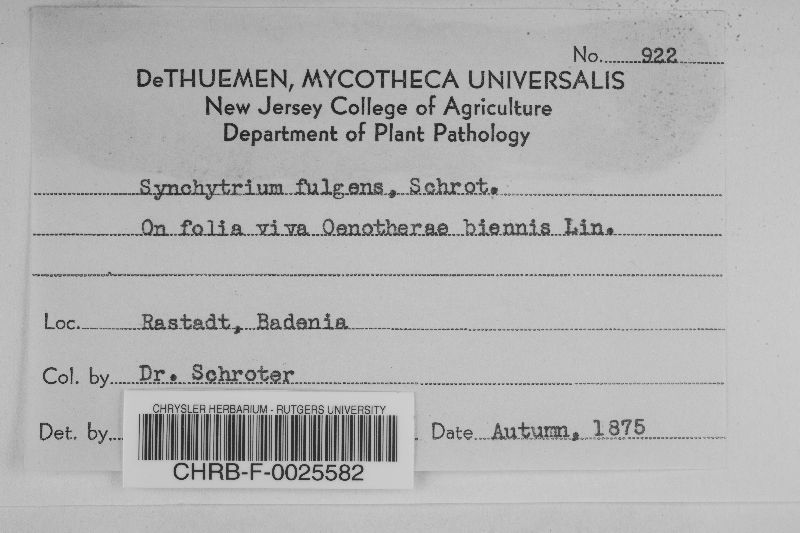 No. 922
DeTHUEMEN, MYCOTHECA UNIVERSALIS
New Jersey College of Agriculture
Department of Plant Pathology
Synchytrium fulgens, Schrot.
On folia viva Oenotherae biennis Lin.
Loc. Rastadt, Badenia
Col. by Dr. Schroter
Det. by
Date Autumn, 1875
CHRYSLER HERBARIUM - RUTGERS UNIVERSITY
CHRB-F-0025582